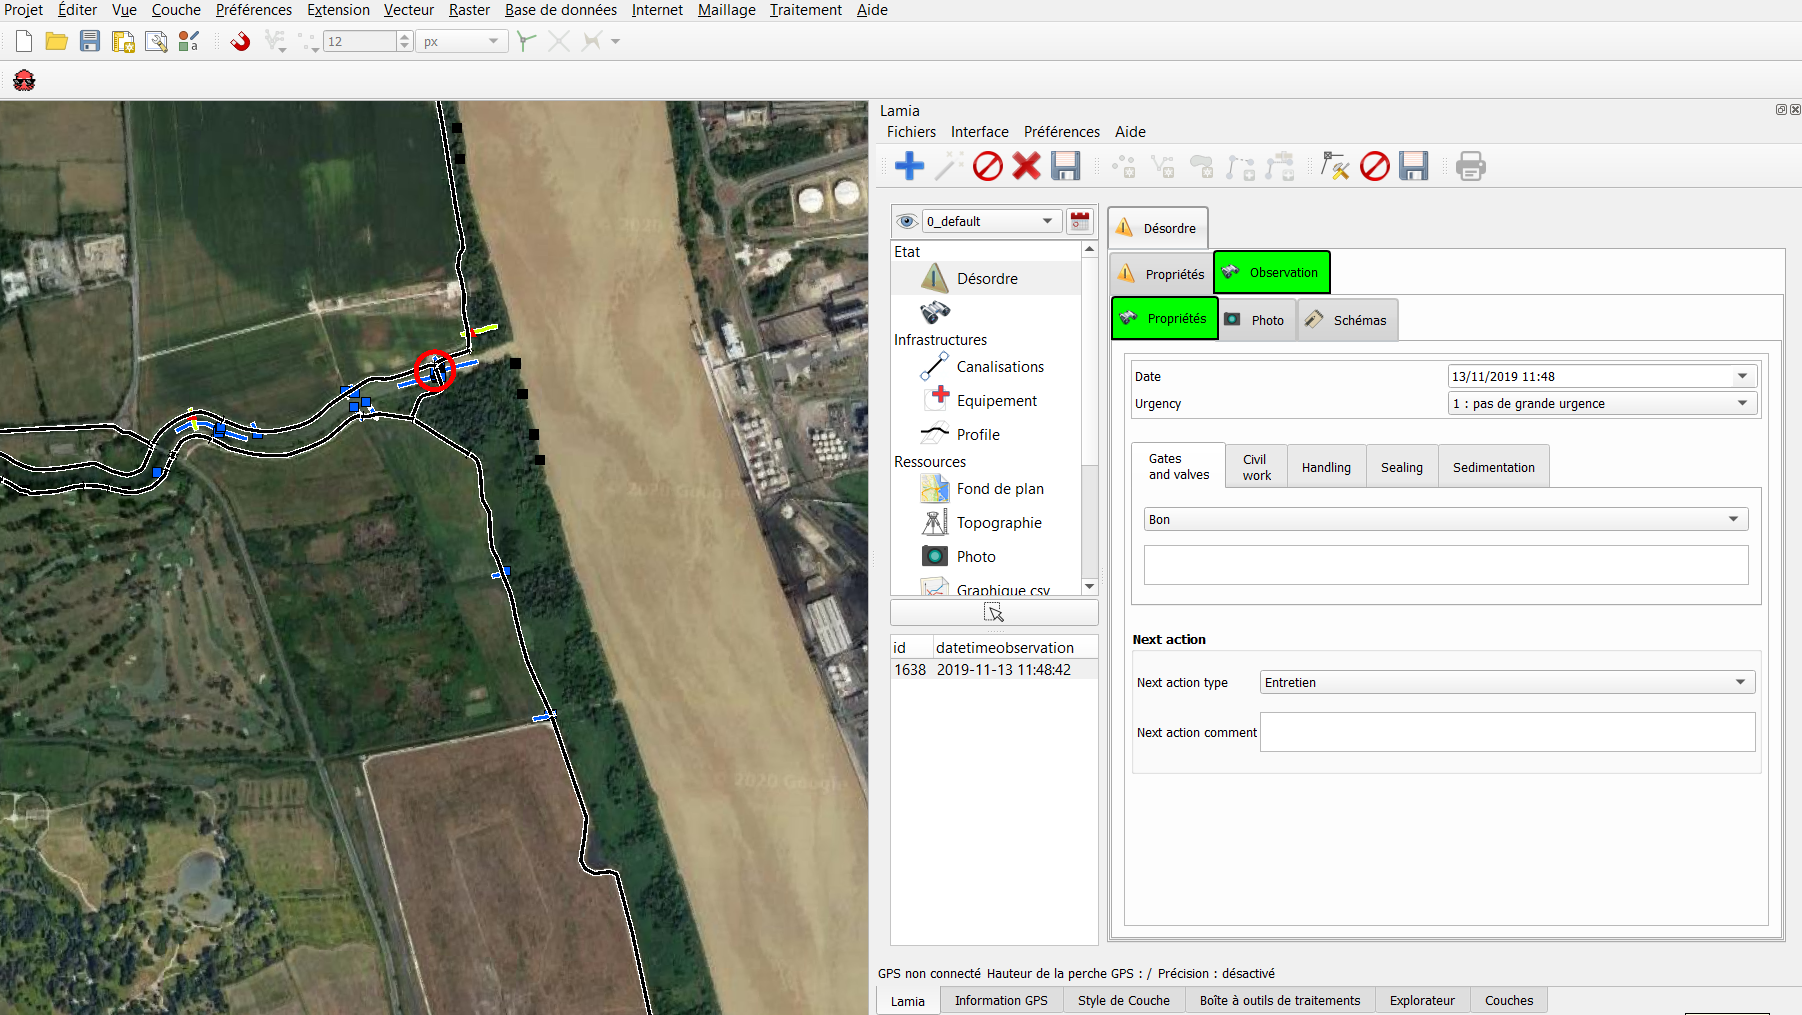 Projet Éditer Vue Couche Préférences Extension Vecteur Raster Base de données Internet Maillage Traitement Aide
12 px
Lamia
Fichiers Interface Préférences Aide
0_default
Etat
Désordre
Infrastructures
Canalisations
Equipement
Profile
Ressources
Fond de plan
Topographie
Photo
Graphique csv
id datetimeobservation
1638 2019-11-13 11:48:42
Désordre
Propriétés Observation
Propriétés Photo Schémas
Date 13/11/2019 11:48
Urgency 1 : pas de grande urgence
Gates and valves
Civil work
Handling Sealing Sedimentation
Bon
Next action
Next action type Entretien
Next action comment
GPS non connecté Hauteur de la perche GPS : / Précision : désactivé
Lamia Information GPS Style de Couche Boîte à outils de traitements Explorateur Couches
© 2020 Google